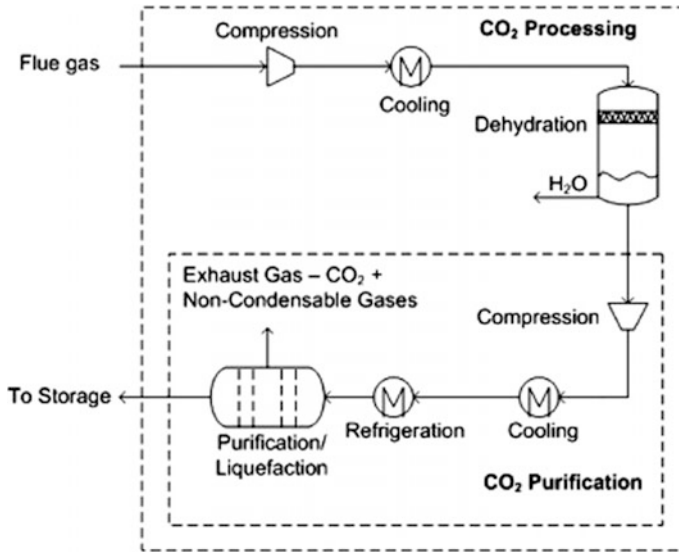 Compression
CO₂ Processing
Flue gas
M
Cooling
Dehydration
H₂O
Exhaust Gas – CO₂ +
Non-Condensable Gases
Compression
To Storage
M
M
Refrigeration
Cooling
Purification/
Liquefaction
CO₂ Purification